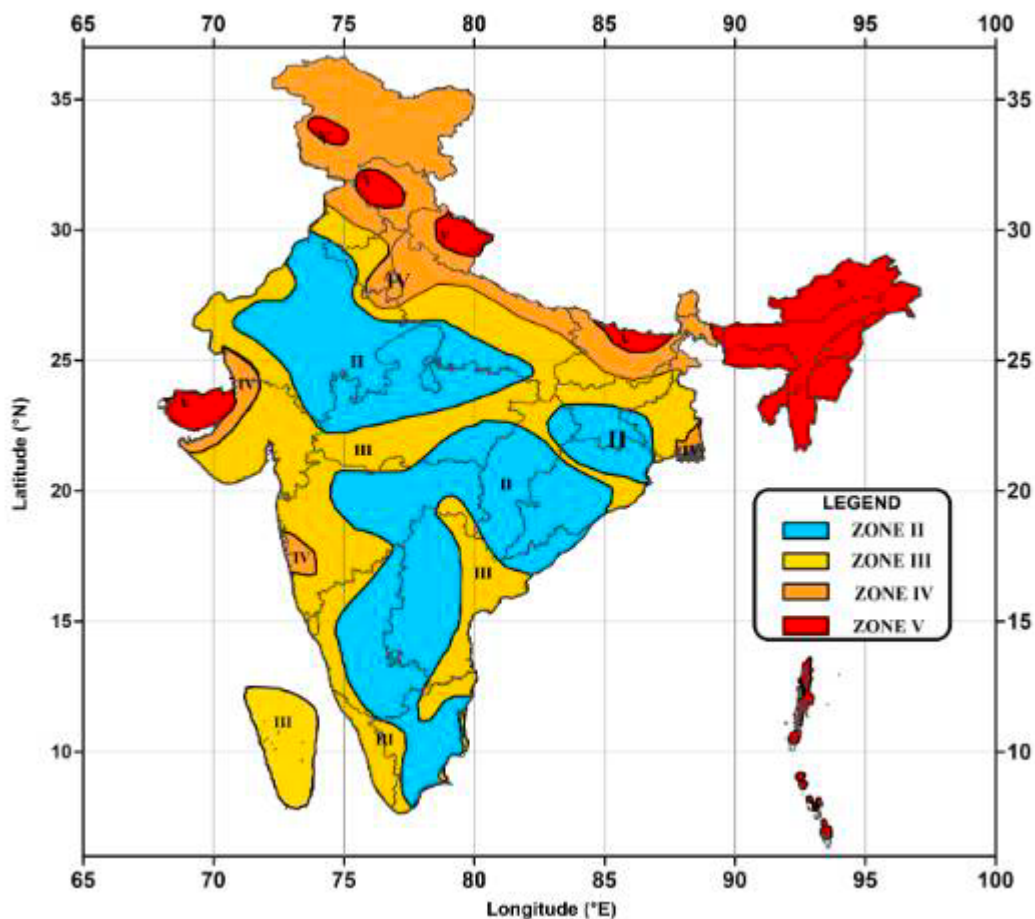 65 70 75 80 85 90 95 100
35 35
IV
30 30
25 25
II
IV
II
III
IV
20 20
II
LEGEND
ZONE II
ZONE III
ZONE IV
ZONE V
IV
III
15 15
III
III
10 10
65 70 75 80 85 90 95 100
Latitude (°N)
Longitude (°E)